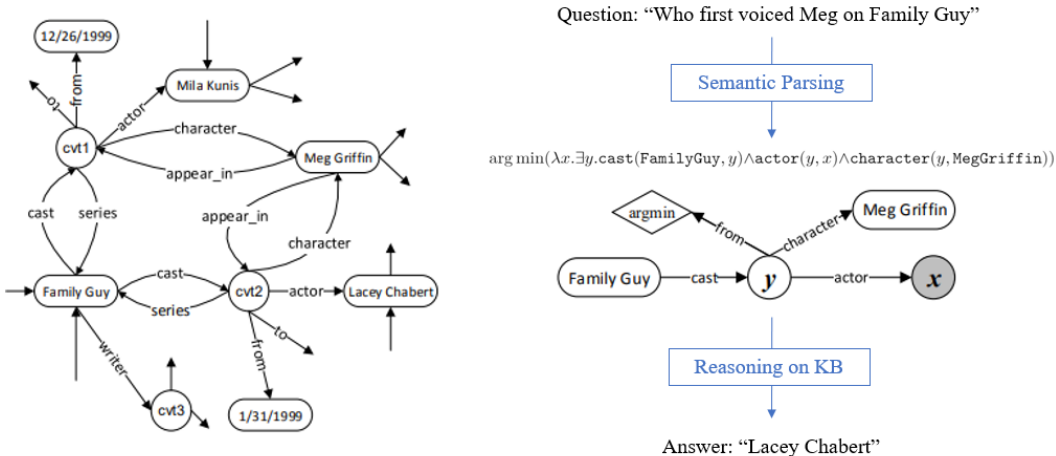 12/26/1999
from
to
Mila Kunis
actor
cvt1
character
Meg Griffin
appear_in
cast
series
appear_in
character
Family Guy
cast
series
cvt2
actor
Lacey Chabert
to
from
writer
cvt3
1/31/1999
Question: “Who first voiced Meg on Family Guy”
Semantic Parsing
arg min(λx.∃y.cast(FamilyGuy, y)∧actor(y, x)∧character(y, MegGriffin))
argmin
from
character
Meg Griffin
Family Guy
cast
y
actor
x
Reasoning on KB
Answer: “Lacey Chabert”